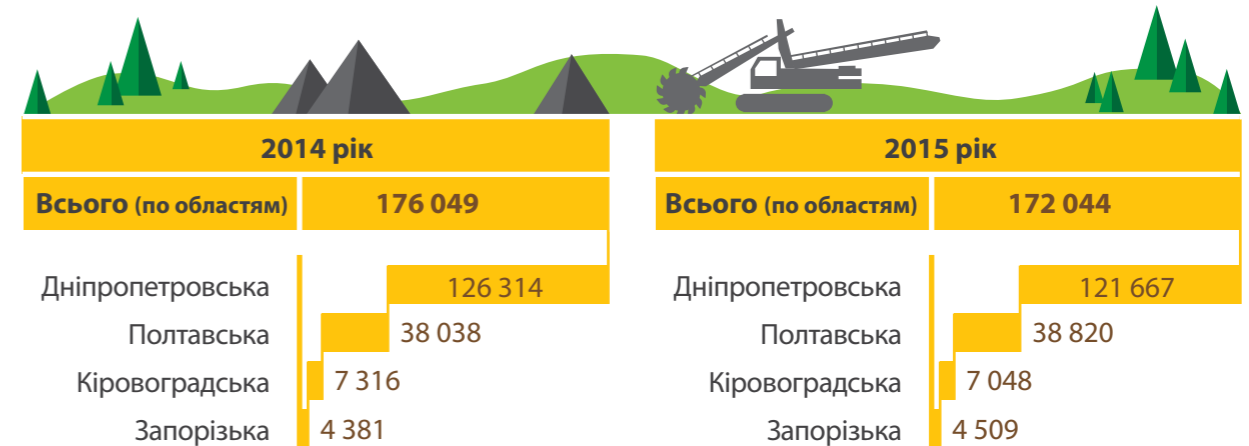 2014 рік
Всього (по областям) 176 049
Дніпропетровська 126 314
Полтавська 38 038
Кіровоградська 7 316
Запорізька 4 381
2015 рік
Всього (по областям) 172 044
Дніпропетровська 121 667
Полтавська 38 820
Кіровоградська 7 048
Запорізька 4 509